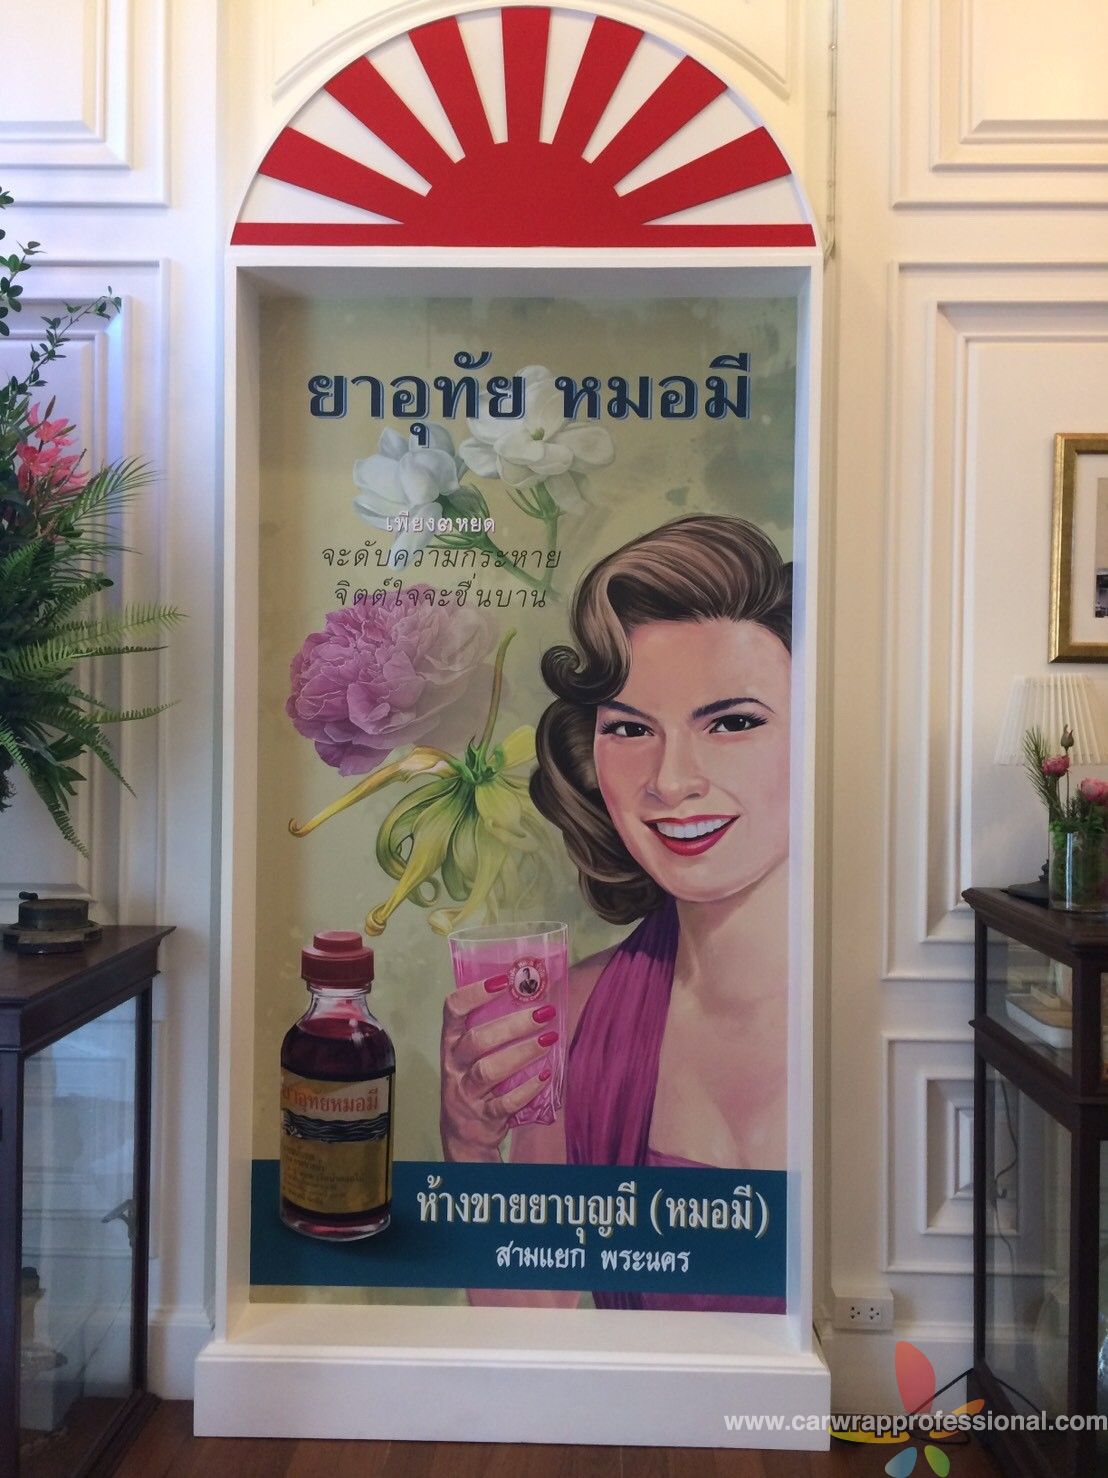 ยาอุทัย หมอมี
เพียง๓หยด
จะดับความกระหาย
จิตต์ใจจะชื่นบาน
ยาอุทัยหมอมี
ห้างขายยาบุญมี (หมอมี)
สามแยก พระนคร
www.carwrapprofessional.com